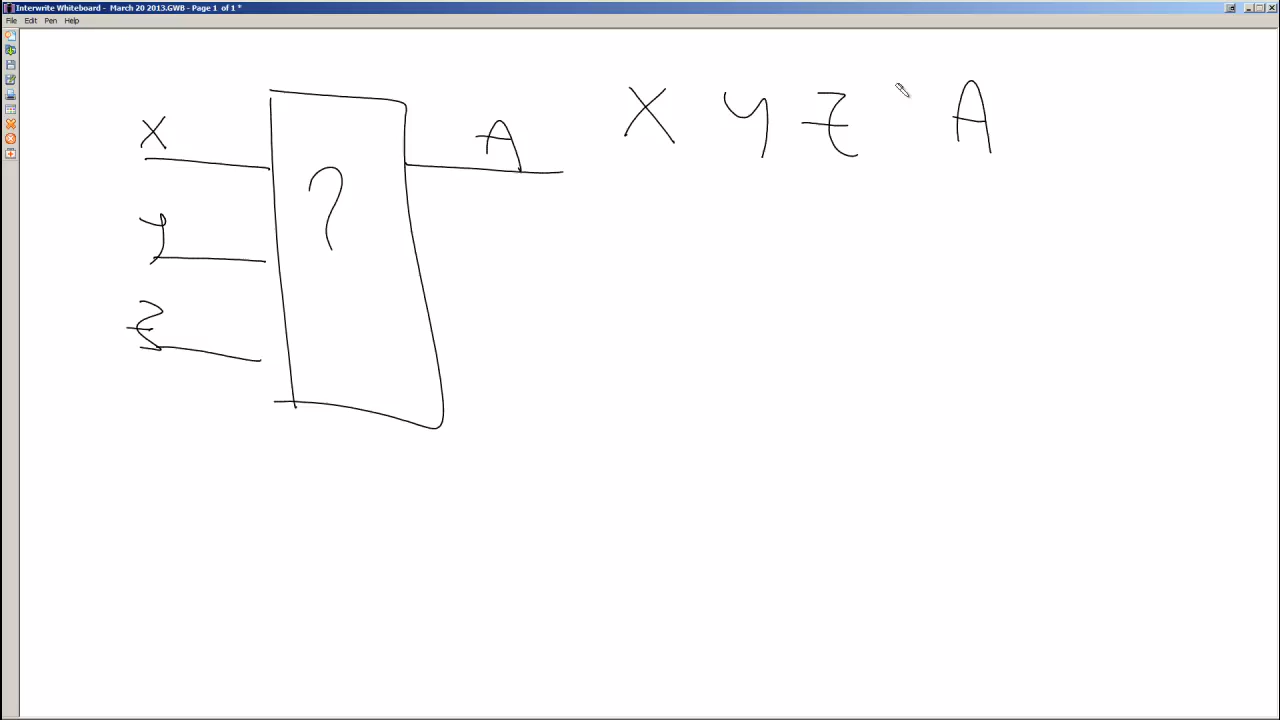 Interwrite Whiteboard - March 20 2013.GWB - Page 1 of 1 *
File Edit Pen Help
X Y Z A
X
A
?
Y
Z